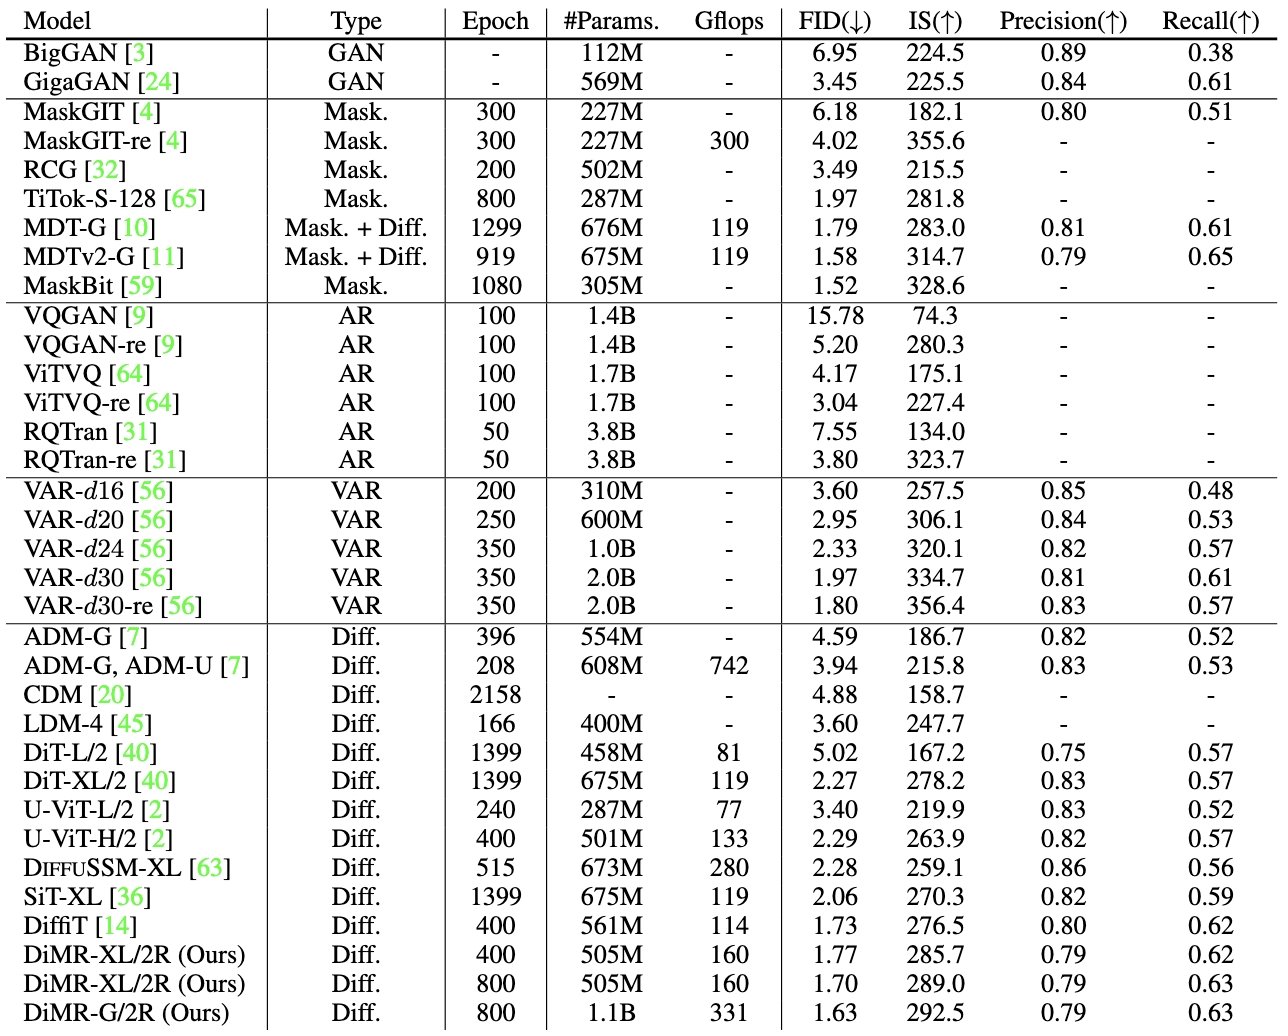 Model Type Epoch #Params. Gflops FID(↓) IS(↑) Precision(↑) Recall(↑)
BigGAN [3] GAN - 112M - 6.95 224.5 0.89 0.38
GigaGAN [24] GAN - 569M - 3.45 225.5 0.84 0.61
MaskGIT [4] Mask. 300 227M - 6.18 182.1 0.80 0.51
MaskGIT-re [4] Mask. 300 227M 300 4.02 355.6 - -
RCG [32] Mask. 200 502M - 3.49 215.5 - -
TiTok-S-128 [65] Mask. 800 287M - 1.97 281.8 - -
MDT-G [10] Mask. + Diff. 1299 676M 119 1.79 283.0 0.81 0.61
MDTv2-G [11] Mask. + Diff. 919 675M 119 1.58 314.7 0.79 0.65
MaskBit [59] Mask. 1080 305M - 1.52 328.6 - -
VQGAN [9] AR 100 1.4B - 15.78 74.3 - -
VQGAN-re [9] AR 100 1.4B - 5.20 280.3 - -
ViTVQ [64] AR 100 1.7B - 4.17 175.1 - -
ViTVQ-re [64] AR 100 1.7B - 3.04 227.4 - -
RQTran [31] AR 50 3.8B - 7.55 134.0 - -
RQTran-re [31] AR 50 3.8B - 3.80 323.7 - -
VAR-d16 [56] VAR 200 310M - 3.60 257.5 0.85 0.48
VAR-d20 [56] VAR 250 600M - 2.95 306.1 0.84 0.53
VAR-d24 [56] VAR 350 1.0B - 2.33 320.1 0.82 0.57
VAR-d30 [56] VAR 350 2.0B - 1.97 334.7 0.81 0.61
VAR-d30-re [56] VAR 350 2.0B - 1.80 356.4 0.83 0.57
ADM-G [7] Diff. 396 554M - 4.59 186.7 0.82 0.52
ADM-G, ADM-U [7] Diff. 208 608M 742 3.94 215.8 0.83 0.53
CDM [20] Diff. 2158 - - 4.88 158.7 - -
LDM-4 [45] Diff. 166 400M - 3.60 247.7 - -
DiT-L/2 [40] Diff. 1399 458M 81 5.02 167.2 0.75 0.57
DiT-XL/2 [40] Diff. 1399 675M 119 2.27 278.2 0.83 0.57
U-ViT-L/2 [2] Diff. 240 287M 77 3.40 219.9 0.83 0.52
U-ViT-H/2 [2] Diff. 400 501M 133 2.29 263.9 0.82 0.57
DIFFUSSM-XL [63] Diff. 515 673M 280 2.28 259.1 0.86 0.56
SiT-XL [36] Diff. 1399 675M 119 2.06 270.3 0.82 0.59
DiffiT [14] Diff. 400 561M 114 1.73 276.5 0.80 0.62
DiMR-XL/2R (Ours) Diff. 400 505M 160 1.77 285.7 0.79 0.62
DiMR-XL/2R (Ours) Diff. 800 505M 160 1.70 289.0 0.79 0.63
DiMR-G/2R (Ours) Diff. 800 1.1B 331 1.63 292.5 0.79 0.63